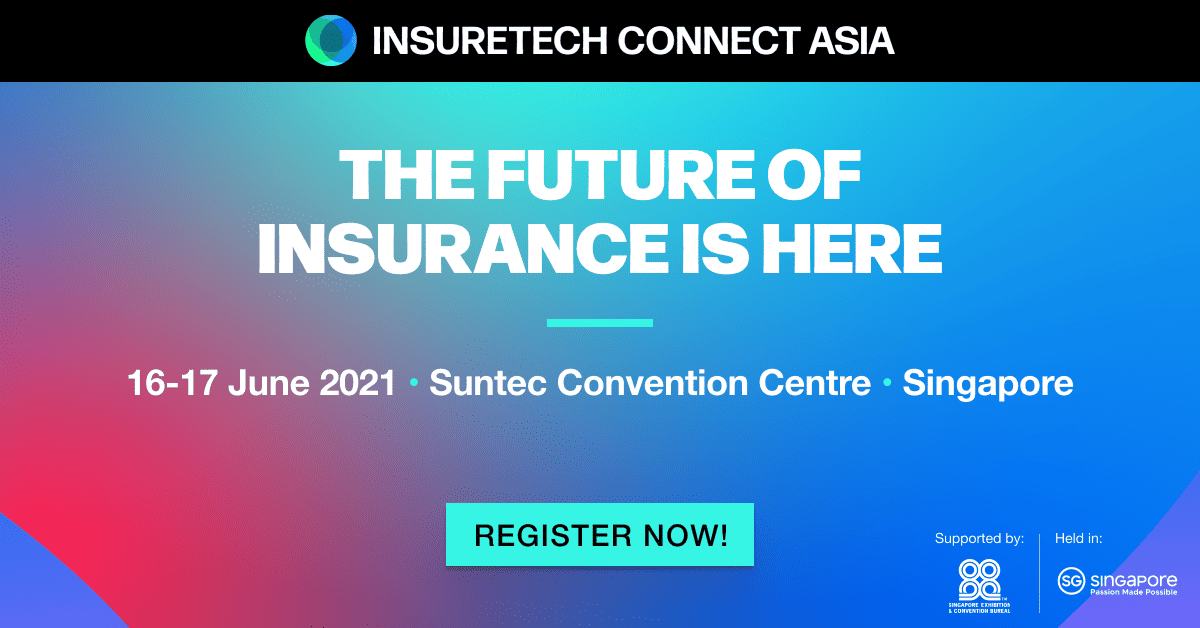 INSURETECH CONNECT ASIA
THE FUTURE OF
INSURANCE IS HERE
16-17 June 2021 • Suntec Convention Centre • Singapore
REGISTER NOW!
Supported by:
SINGAPORE EXHIBITION
& CONVENTION BUREAU
TM
Held in:
SG singapore
Passion Made Possible